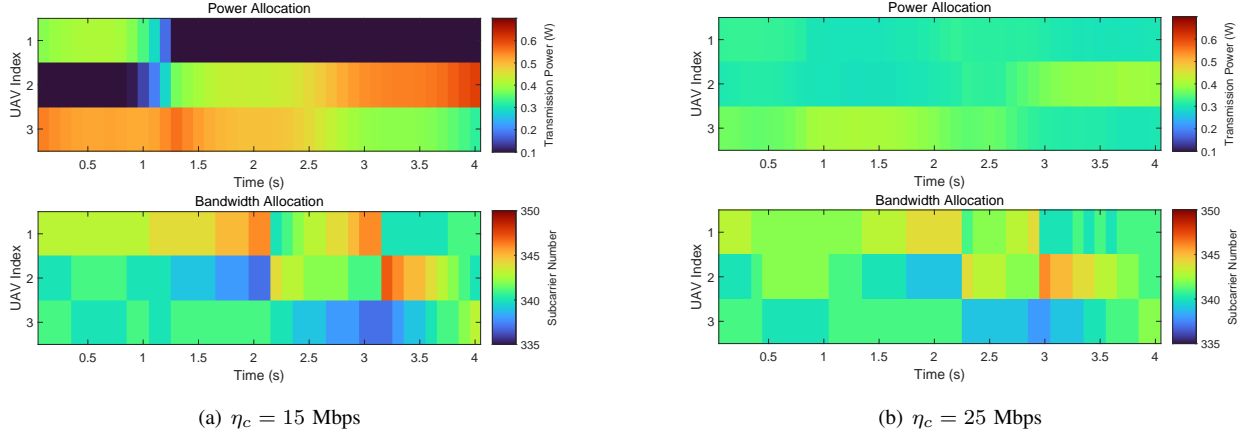 Power Allocation
UAV Index
1
2
3
0.5 1 1.5 2 2.5 3 3.5 4
Time (s)
0.6
0.5
0.4
0.3
0.2
0.1
Transmission Power (W)
Bandwidth Allocation
UAV Index
1
2
3
0.5 1 1.5 2 2.5 3 3.5 4
Time (s)
350
345
340
335
Subcarrier Number
(a) η_c = 15 Mbps
Power Allocation
UAV Index
1
2
3
0.5 1 1.5 2 2.5 3 3.5 4
Time (s)
0.6
0.5
0.4
0.3
0.2
0.1
Transmission Power (W)
Bandwidth Allocation
UAV Index
1
2
3
0.5 1 1.5 2 2.5 3 3.5 4
Time (s)
350
345
340
335
Subcarrier Number
(b) η_c = 25 Mbps